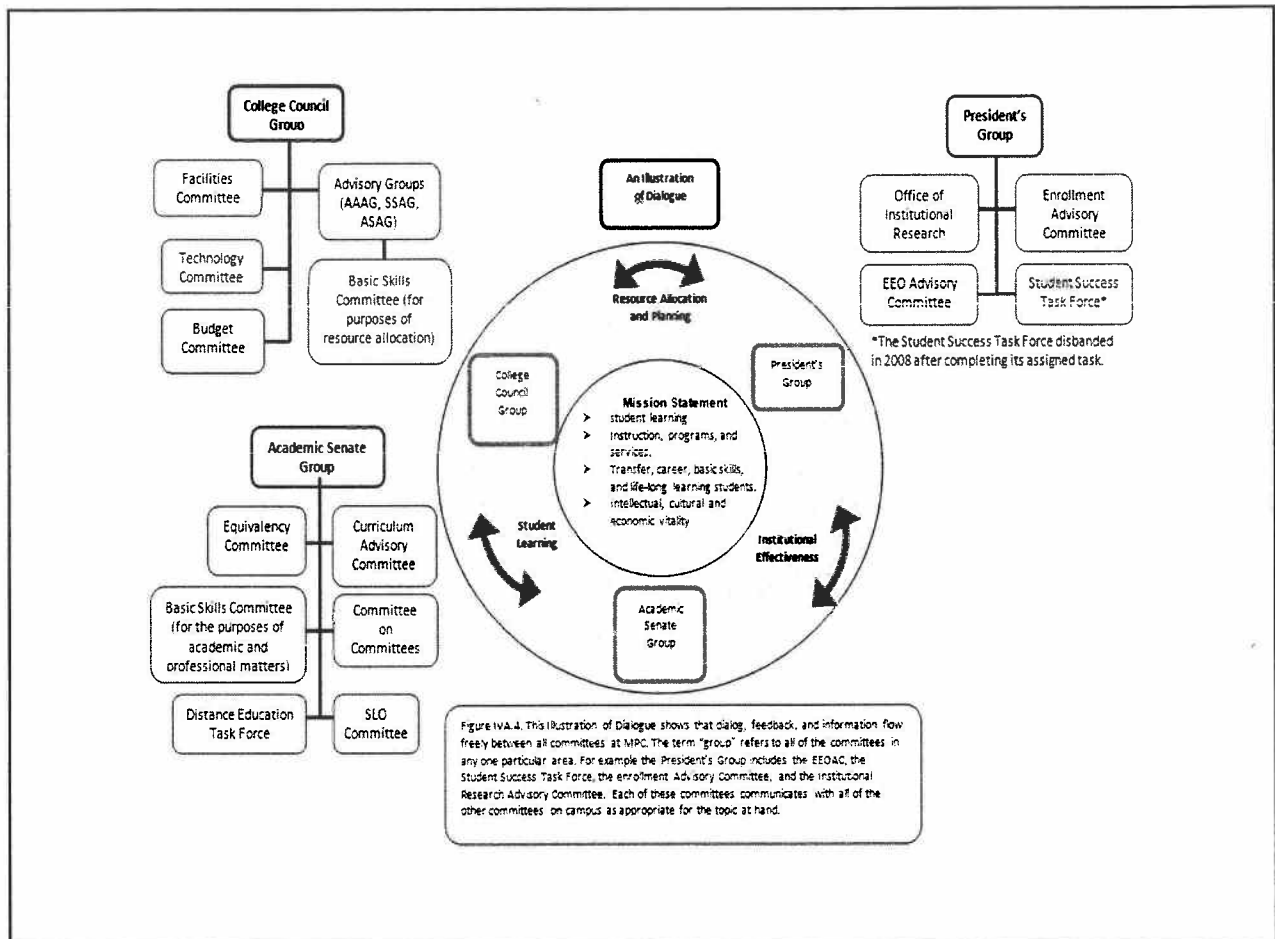 College Council
Group
Facilities
Committee
Advisory Groups
(AAAG, SSAG,
ASAG)
Technology
Committee
Basic Skills
Committee (for
purposes of
resource allocation)
Budget
Committee
An Illustration
of Dialogue
President's
Group
Office of
Institutional
Research
Enrollment
Advisory
Committee
EEO Advisory
Committee
Student Success
Task Force*
*The Student Success Task Force disbanded
in 2008 after completing its assigned task.
Resource Allocation
and Planning
College
Council
Group
President's
Group
Mission Statement
➤ student learning
➤ Instruction, programs, and
services.
➤ Transfer, career, basic skills,
and life-long learning students.
➤ intellectual, cultural and
economic vitality
Student
Learning
Institutional
Effectiveness
Academic
Senate
Group
Academic Senate
Group
Equivalency
Committee
Curriculum
Advisory
Committee
Basic Skills Committee
(for the purposes of
academic and
professional matters)
Committee
on
Committees
Distance Education
Task Force
SLO
Committee
Figure IVA.4. This Illustration of Dialogue shows that dialog, feedback, and information flow
freely between all committees at MPC. The term "group" refers to all of the committees in
any one particular area. For example the President's Group includes the EEOAC, the
Student Success Task Force, the enrollment Advisory Committee, and the Institutional
Research Advisory Committee. Each of these committees communicates with all of the
other committees on campus as appropriate for the topic at hand.